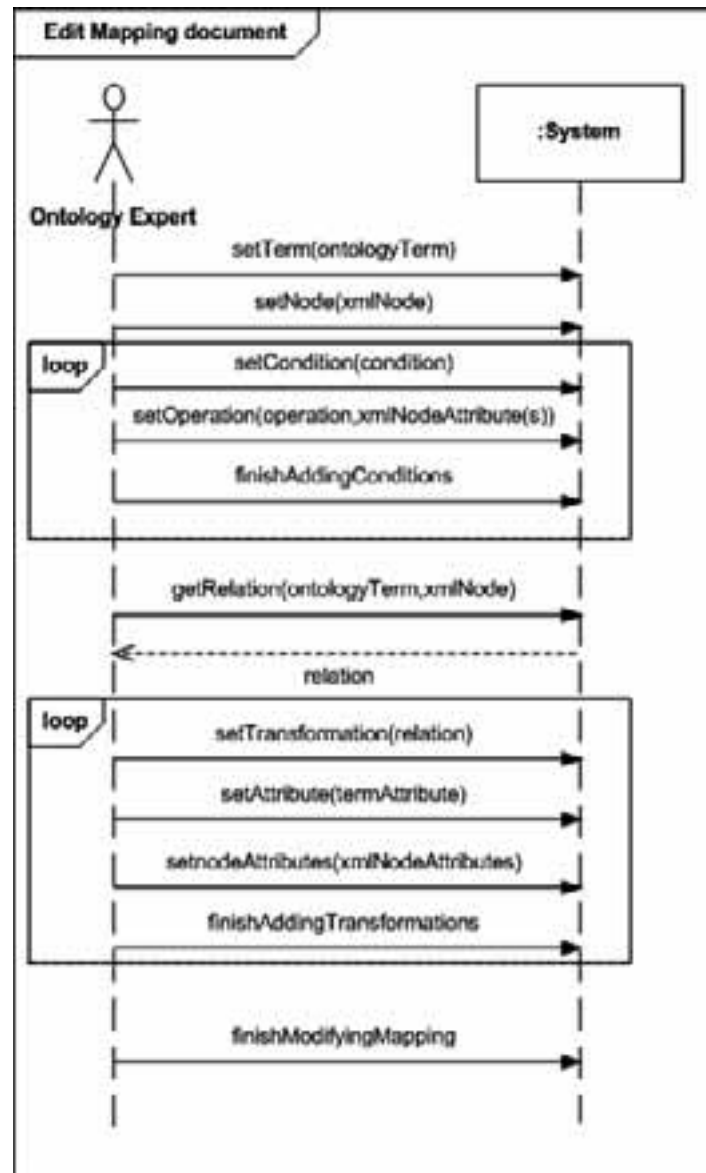 Edit Mapping document
:System
Ontology Expert
setTerm(ontologyTerm)
setNode(xmlNode)
loop
setCondition(condition)
setOperation(operation,xmlNodeAttribute(s))
finishAddingConditions
getRelation(ontologyTerm,xmlNode)
relation
loop
setTransformation(relation)
setAttribute(termAttribute)
setnodeAttributes(xmlNodeAttributes)
finishAddingTransformations
finishModifyingMapping